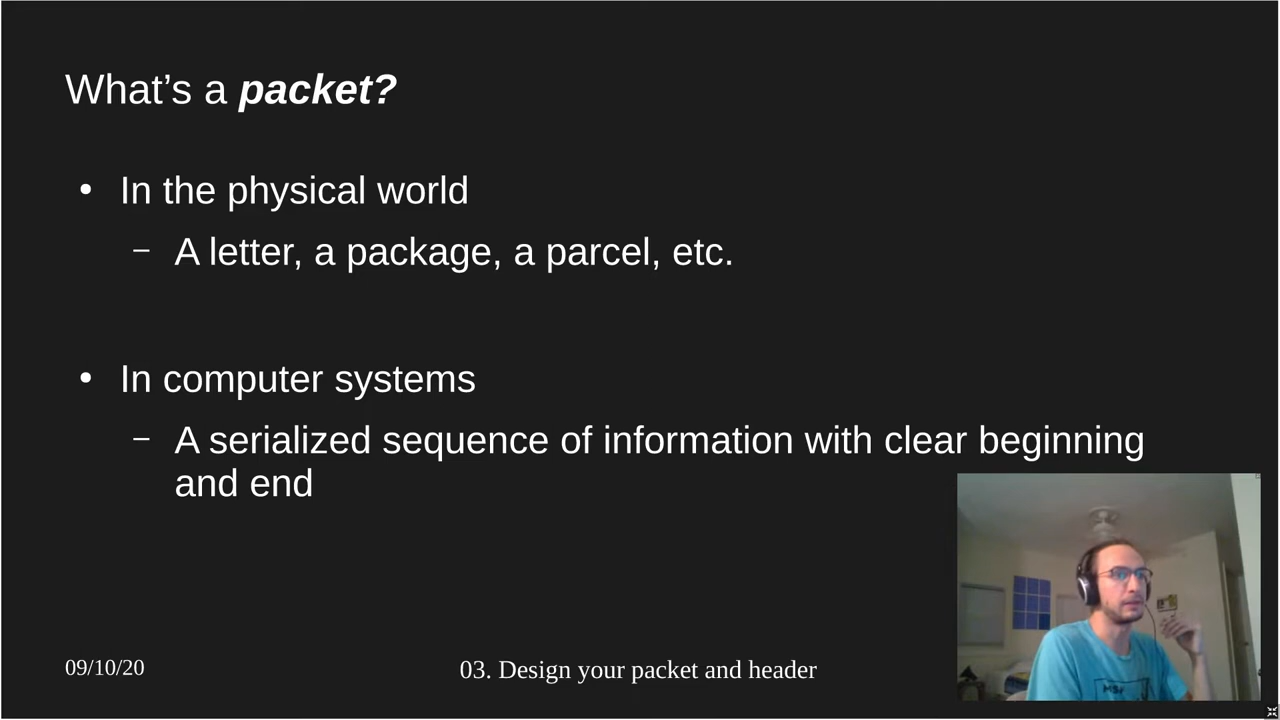 What’s a packet?
• In the physical world
– A letter, a package, a parcel, etc.
• In computer systems
– A serialized sequence of information with clear beginning
and end
09/10/20
03. Design your packet and header